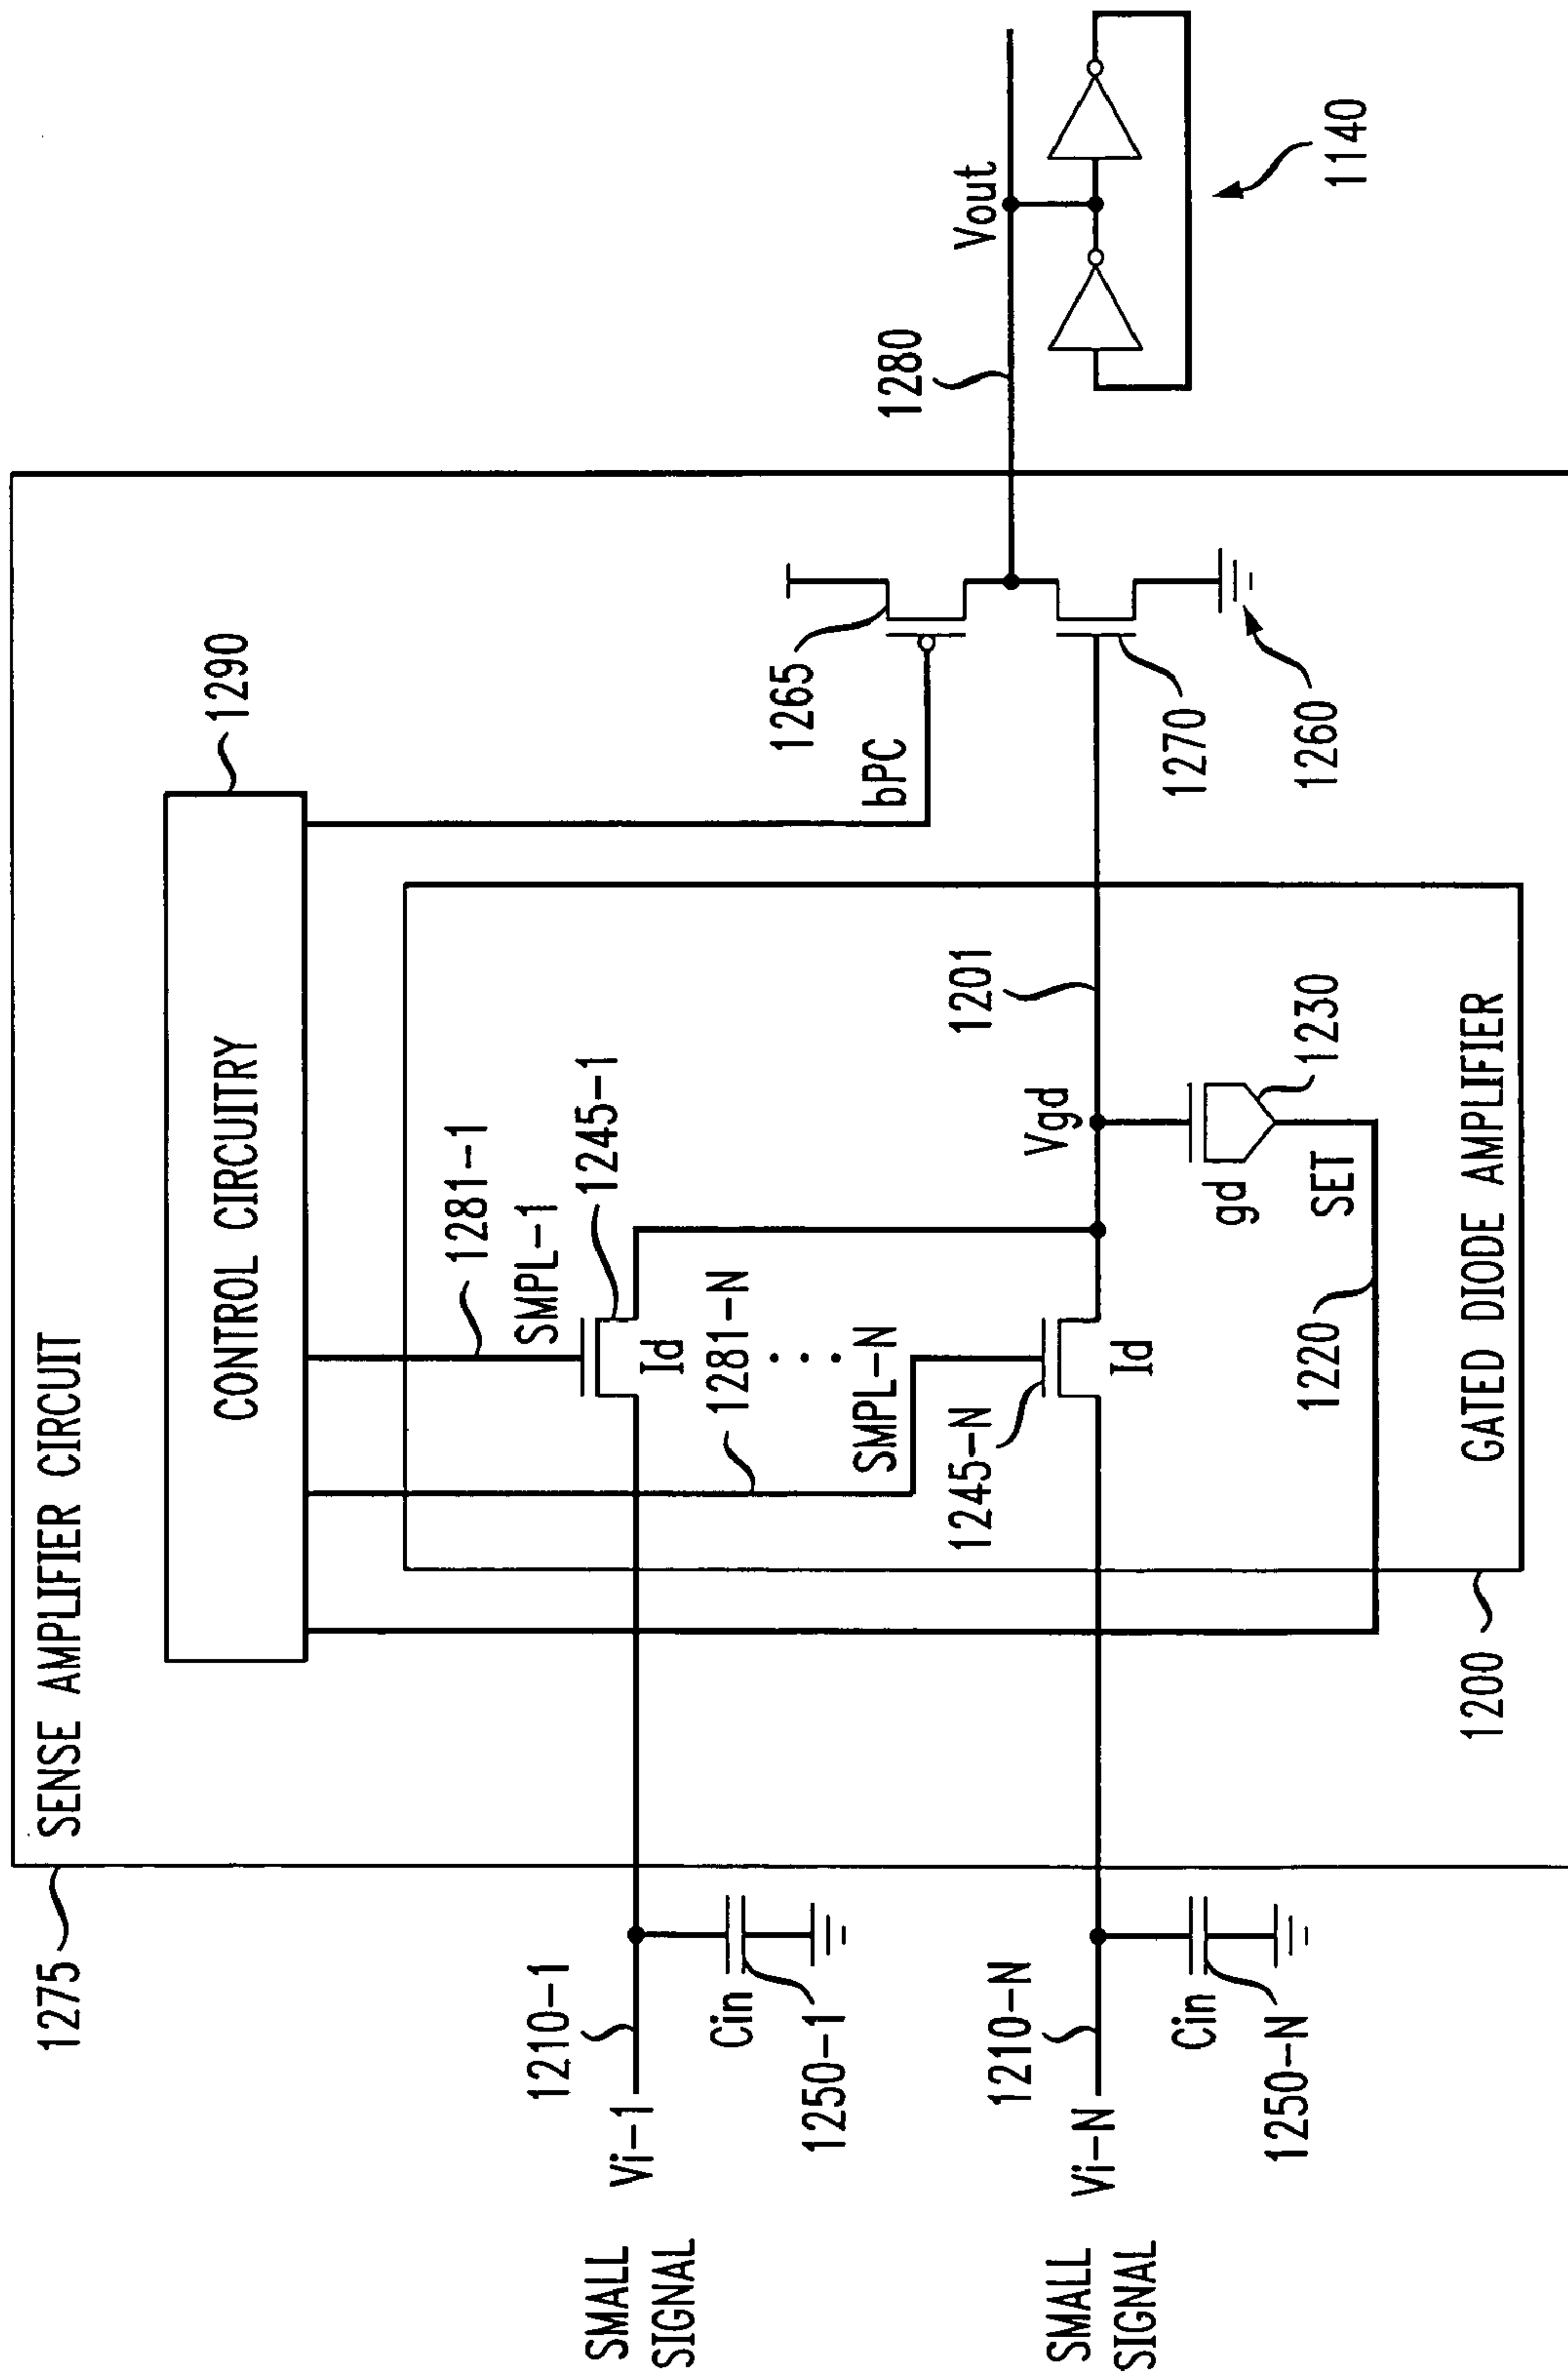 SENSE AMPLIFIER CIRCUIT
1275
CONTROL CIRCUITRY
1290
1281-1
SMPL-1
1245-1
Id
1281-N
SMPL-N
1245-N
Id
1210-1
SMALL
SIGNAL
Vi-1
Cin
1250-1
1210-N
SMALL
SIGNAL
Vi-N
Cin
1250-N
Vgd
1201
gd
1230
SET
1220
GATED DIODE AMPLIFIER
1200
bPC
1265
1270
1260
1280
Vout
1140